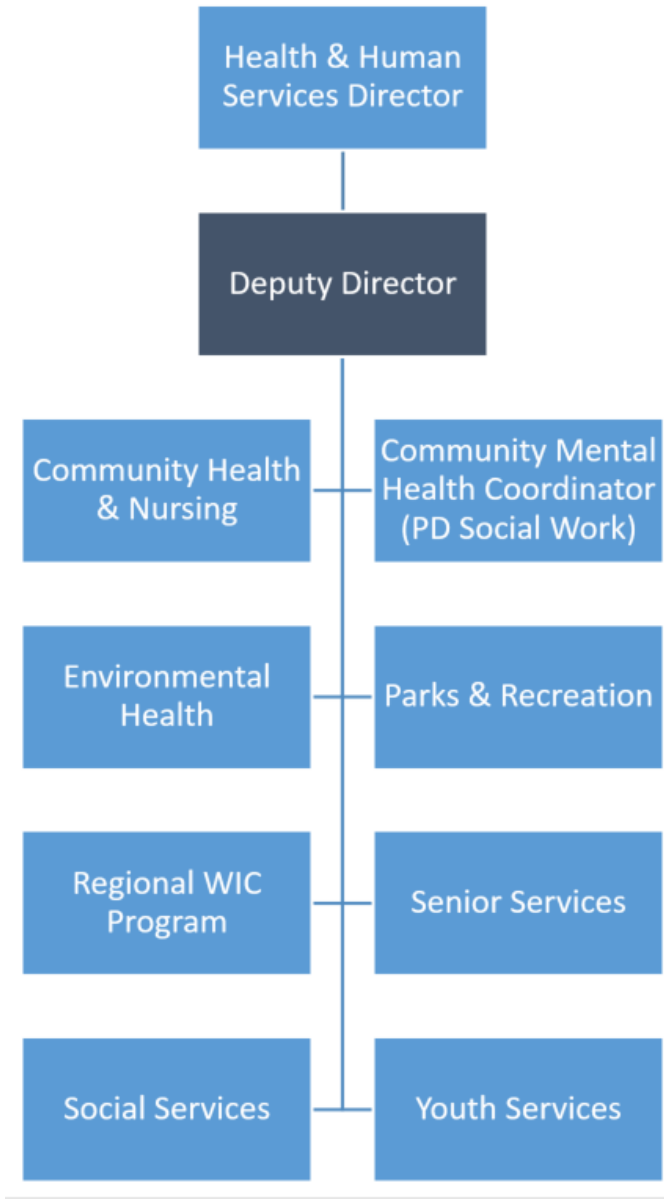 Health & Human
Services Director
Deputy Director
Community Health
& Nursing
Community Mental
Health Coordinator
(PD Social Work)
Environmental
Health
Parks & Recreation
Regional WIC
Program
Senior Services
Social Services
Youth Services